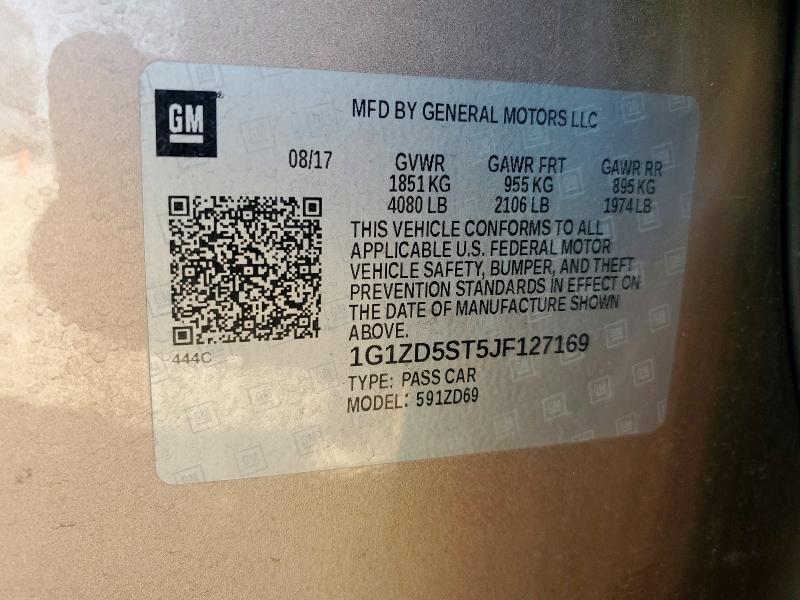 GM
MFD BY GENERAL MOTORS LLC
08/17
GVWR GAWR FRT GAWR RR
1851 KG 955 KG 895 KG
4080 LB 2106 LB 1974 LB
THIS VEHICLE CONFORMS TO ALL
APPLICABLE U.S. FEDERAL MOTOR
VEHICLE SAFETY, BUMPER, AND THEFT
PREVENTION STANDARDS IN EFFECT ON
THE DATE OF MANUFACTURE SHOWN
ABOVE.
444C
1G1ZD5ST5JF127169
TYPE: PASS CAR
MODEL: 591ZD69